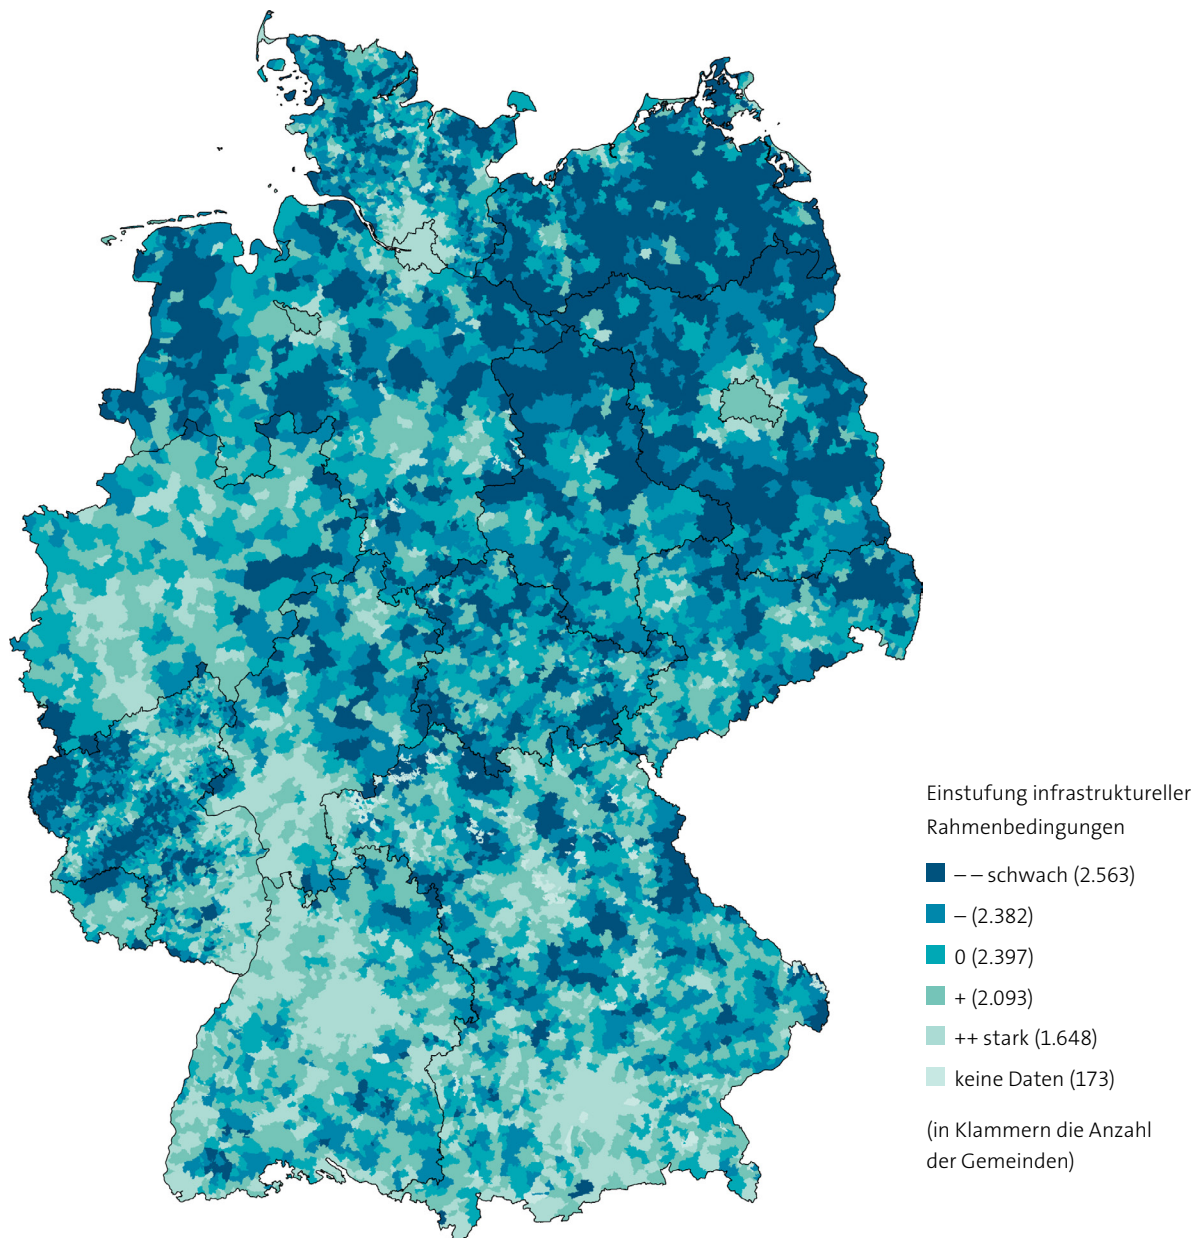 Einstufung infrastruktureller
Rahmenbedingungen
– – schwach (2.563)
– (2.382)
0 (2.397)
+ (2.093)
++ stark (1.648)
keine Daten (173)
(in Klammern die Anzahl
der Gemeinden)